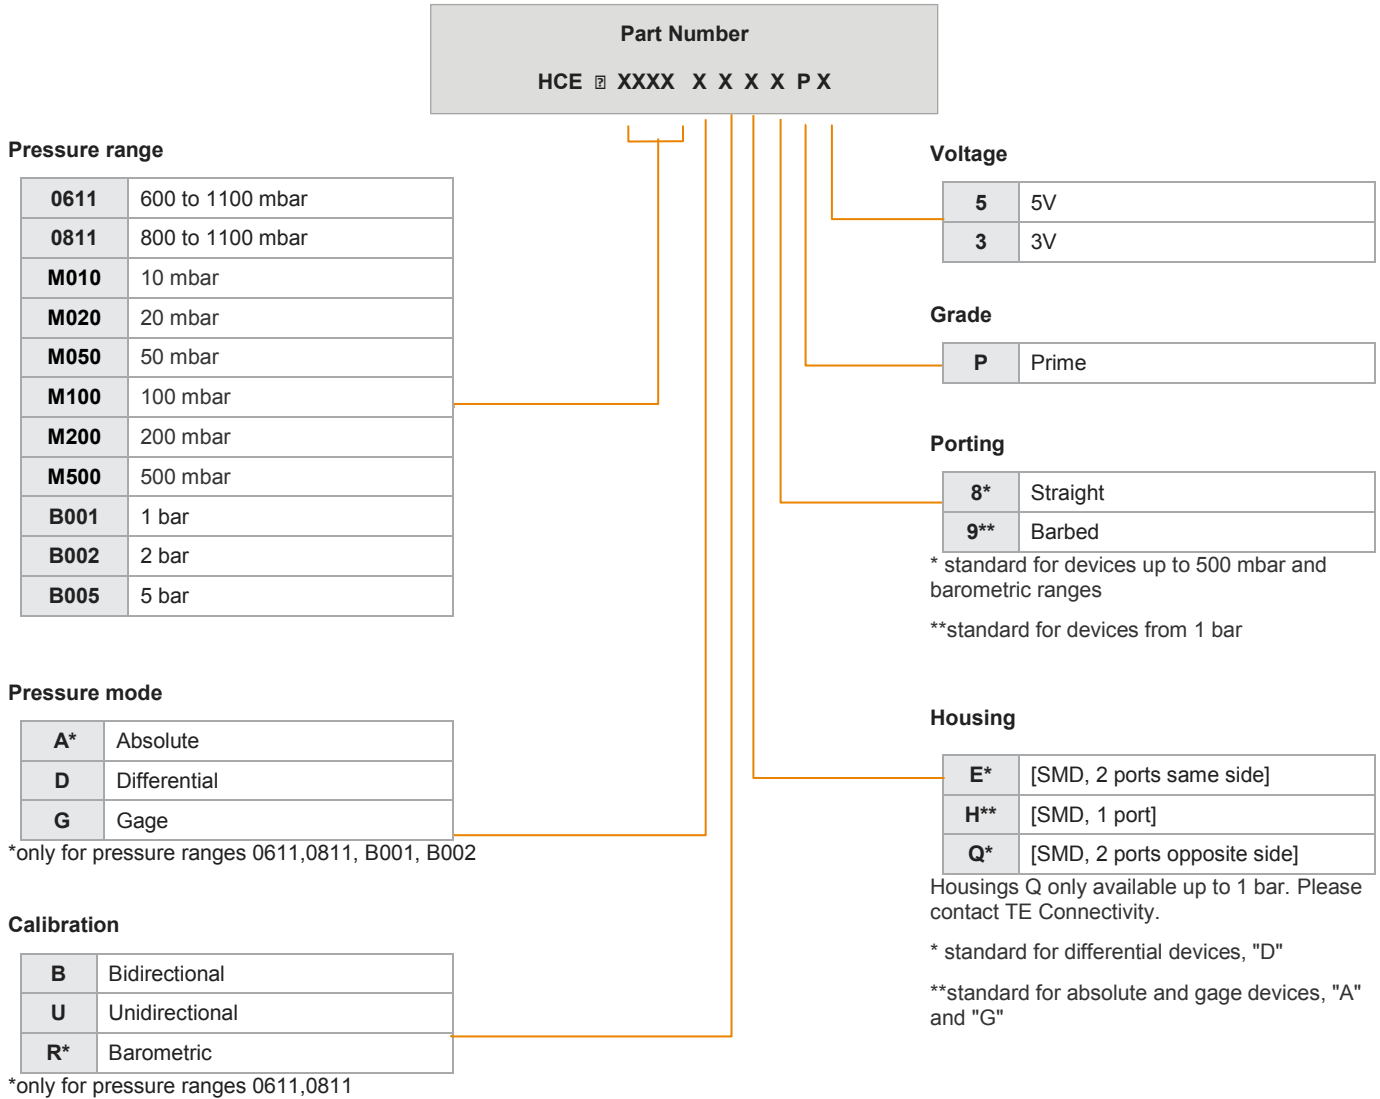 Part Number
HCE ⍰ XXXX X X X X P X
Pressure range
0611 600 to 1100 mbar
0811 800 to 1100 mbar
M010 10 mbar
M020 20 mbar
M050 50 mbar
M100 100 mbar
M200 200 mbar
M500 500 mbar
B001 1 bar
B002 2 bar
B005 5 bar
Pressure mode
A* Absolute
D Differential
G Gage
*only for pressure ranges 0611,0811, B001, B002
Calibration
B Bidirectional
U Unidirectional
R* Barometric
*only for pressure ranges 0611,0811
Voltage
5 5V
3 3V
Grade
P Prime
Porting
8* Straight
9** Barbed
* standard for devices up to 500 mbar and
barometric ranges
**standard for devices from 1 bar
Housing
E* [SMD, 2 ports same side]
H** [SMD, 1 port]
Q* [SMD, 2 ports opposite side]
Housings Q only available up to 1 bar. Please
contact TE Connectivity.
* standard for differential devices, "D"
**standard for absolute and gage devices, "A"
and "G"